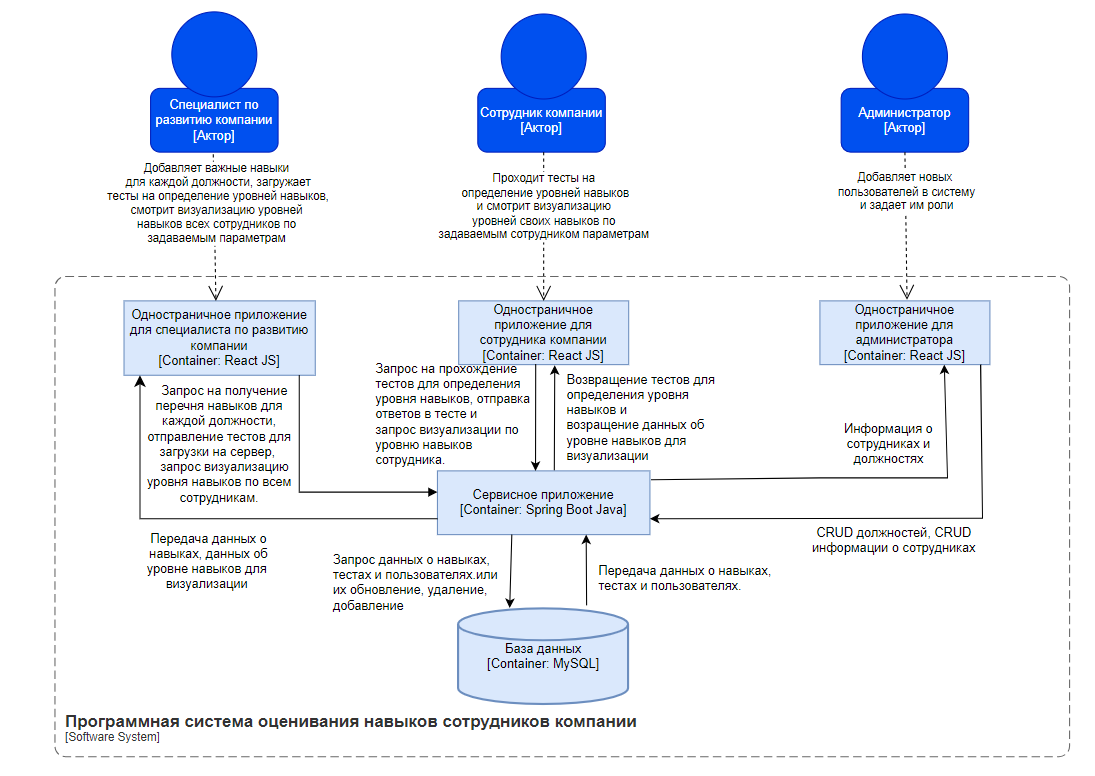 Специалист по
развитию компании
[Актор]
Сотрудник компании
[Актор]
Администратор
[Актор]
Добавляет важные навыки
для каждой должности, загружает
тесты на определение уровней навыков,
смотрит визуализацию уровней
навыков всех сотрудников по
задаваемым параметрам
Проходит тесты на
определение уровней навыков
и смотрит визуализацию
уровней своих навыков по
задаваемым сотрудником параметрам
Добавляет новых
пользователей в систему
и задает им роли
Одностраничное приложение
для специалиста по развитию
компании
[Container: React JS]
Одностраничное
приложение для
сотрудника компании
[Container: React JS]
Одностраничное
приложение для
администратора
[Container: React JS]
Запрос на получение
перечня навыков для
каждой должности,
отправление тестов для
загрузки на сервер,
запрос визуализацию
уровня навыков по всем
сотрудникам.
Запрос на прохождение
тестов для определения
уровня навыков, отправка
ответов в тесте и
запрос визуализации по
уровню навыков
сотрудника.
Возвращение тестов для
определения уровня
навыков и
возращение данных об
уровне навыков для
визуализации
Информация о
сотрудниках и
должностях
Сервисное приложение
[Container: Spring Boot Java]
Передача данных о
навыках, данных об
уровне навыков для
визуализации
Запрос данных о навыках,
тестах и пользователях.или
их обновление, удаление,
добавление
Передача данных о навыках,
тестах и пользователях.
CRUD должностей, CRUD
информации о сотрудниках
База данных
[Container: MySQL]
Программная система оценивания навыков сотрудников компании
[Software System]